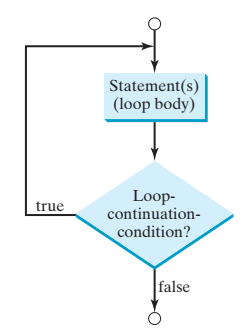 Statement(s)
(loop body)
Loop-
continuation-
condition?
true
false